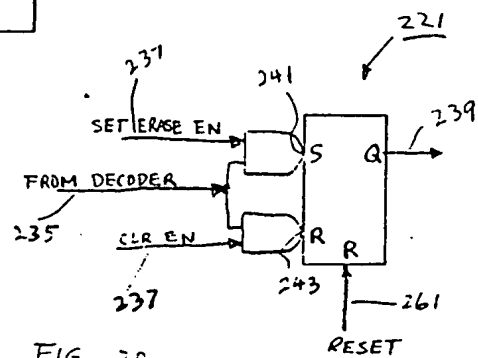 221
237
241
239
SET ERASE EN
S
Q
FROM DECODER
235
CLR EN
R
R
237
243
261
RESET
FIG.